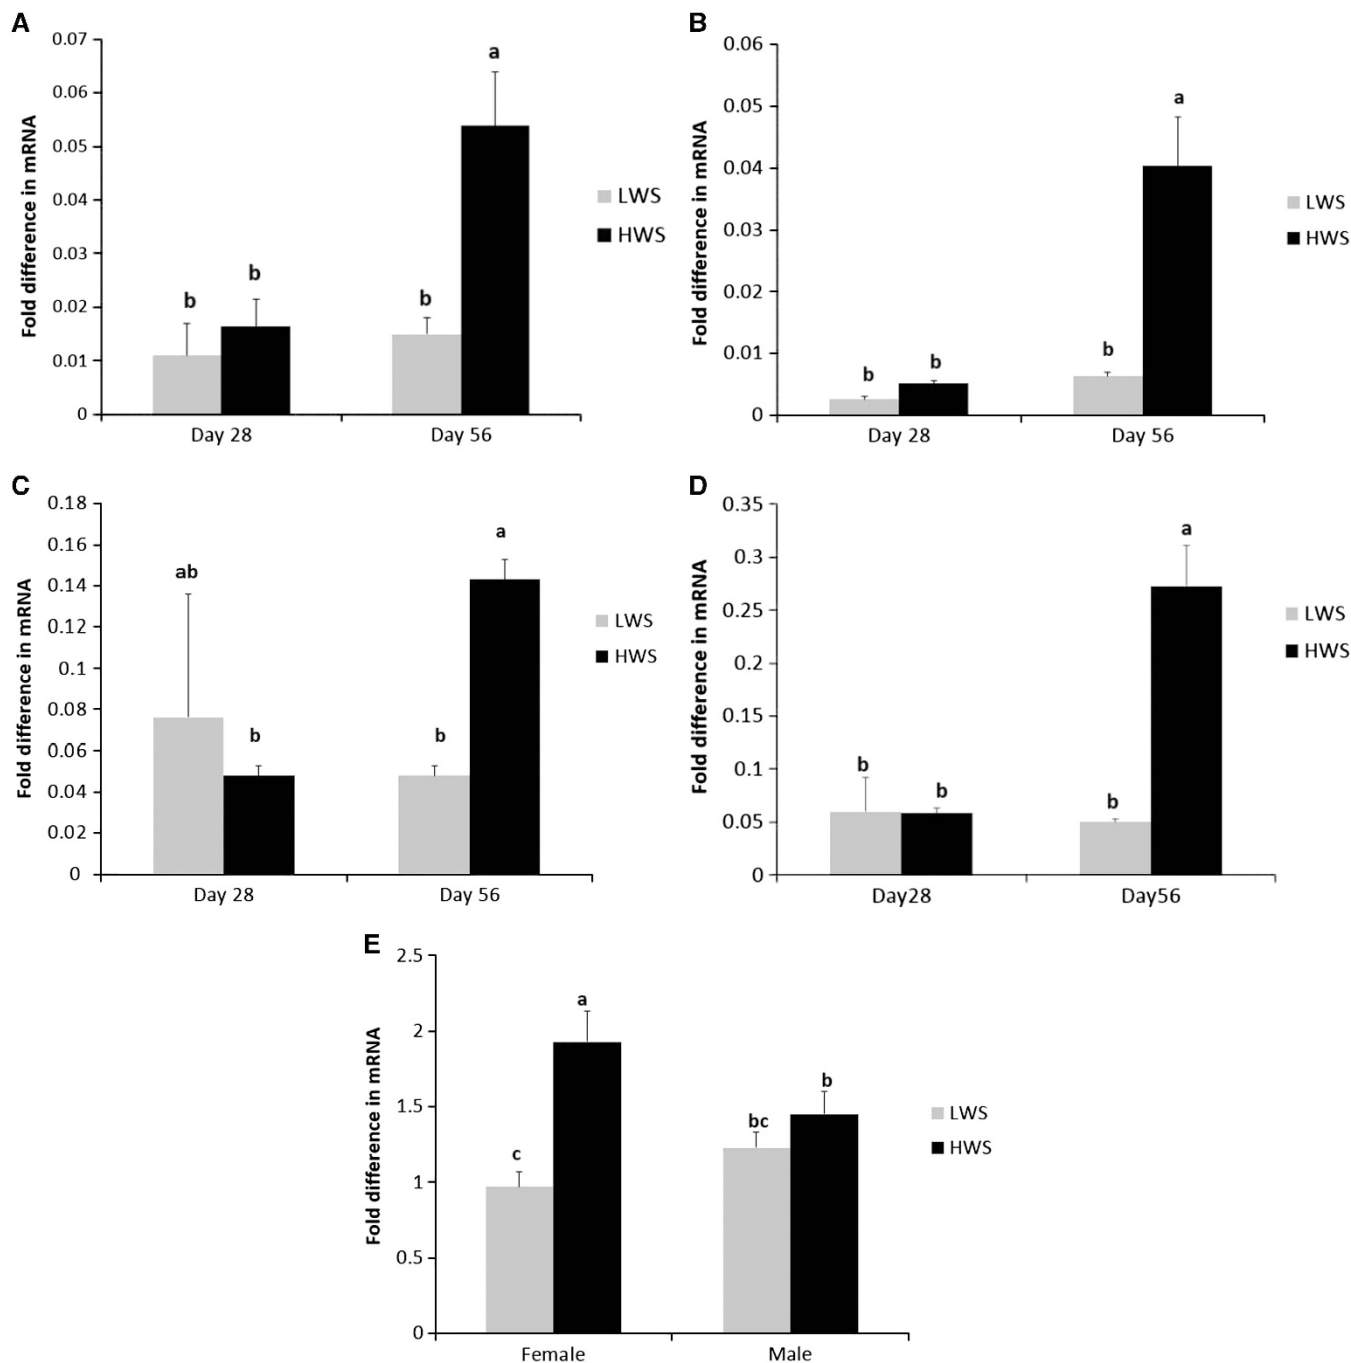 A
Fold difference in mRNA
0.07
0.06
0.05
0.04
0.03
0.02
0.01
0
b
b
b
a
Day 28
Day 56
LWS
HWS
B
Fold difference in mRNA
0.06
0.05
0.04
0.03
0.02
0.01
0
b
b
b
a
Day 28
Day 56
LWS
HWS
C
Fold difference in mRNA
0.18
0.16
0.14
0.12
0.1
0.08
0.06
0.04
0.02
0
ab
b
b
a
Day 28
Day 56
LWS
HWS
D
Fold difference in mRNA
0.35
0.3
0.25
0.2
0.15
0.1
0.05
0
b
b
b
a
Day28
Day56
LWS
HWS
E
Fold difference in mRNA
2.5
2
1.5
1
0.5
0
c
a
bc
b
Female
Male
LWS
HWS